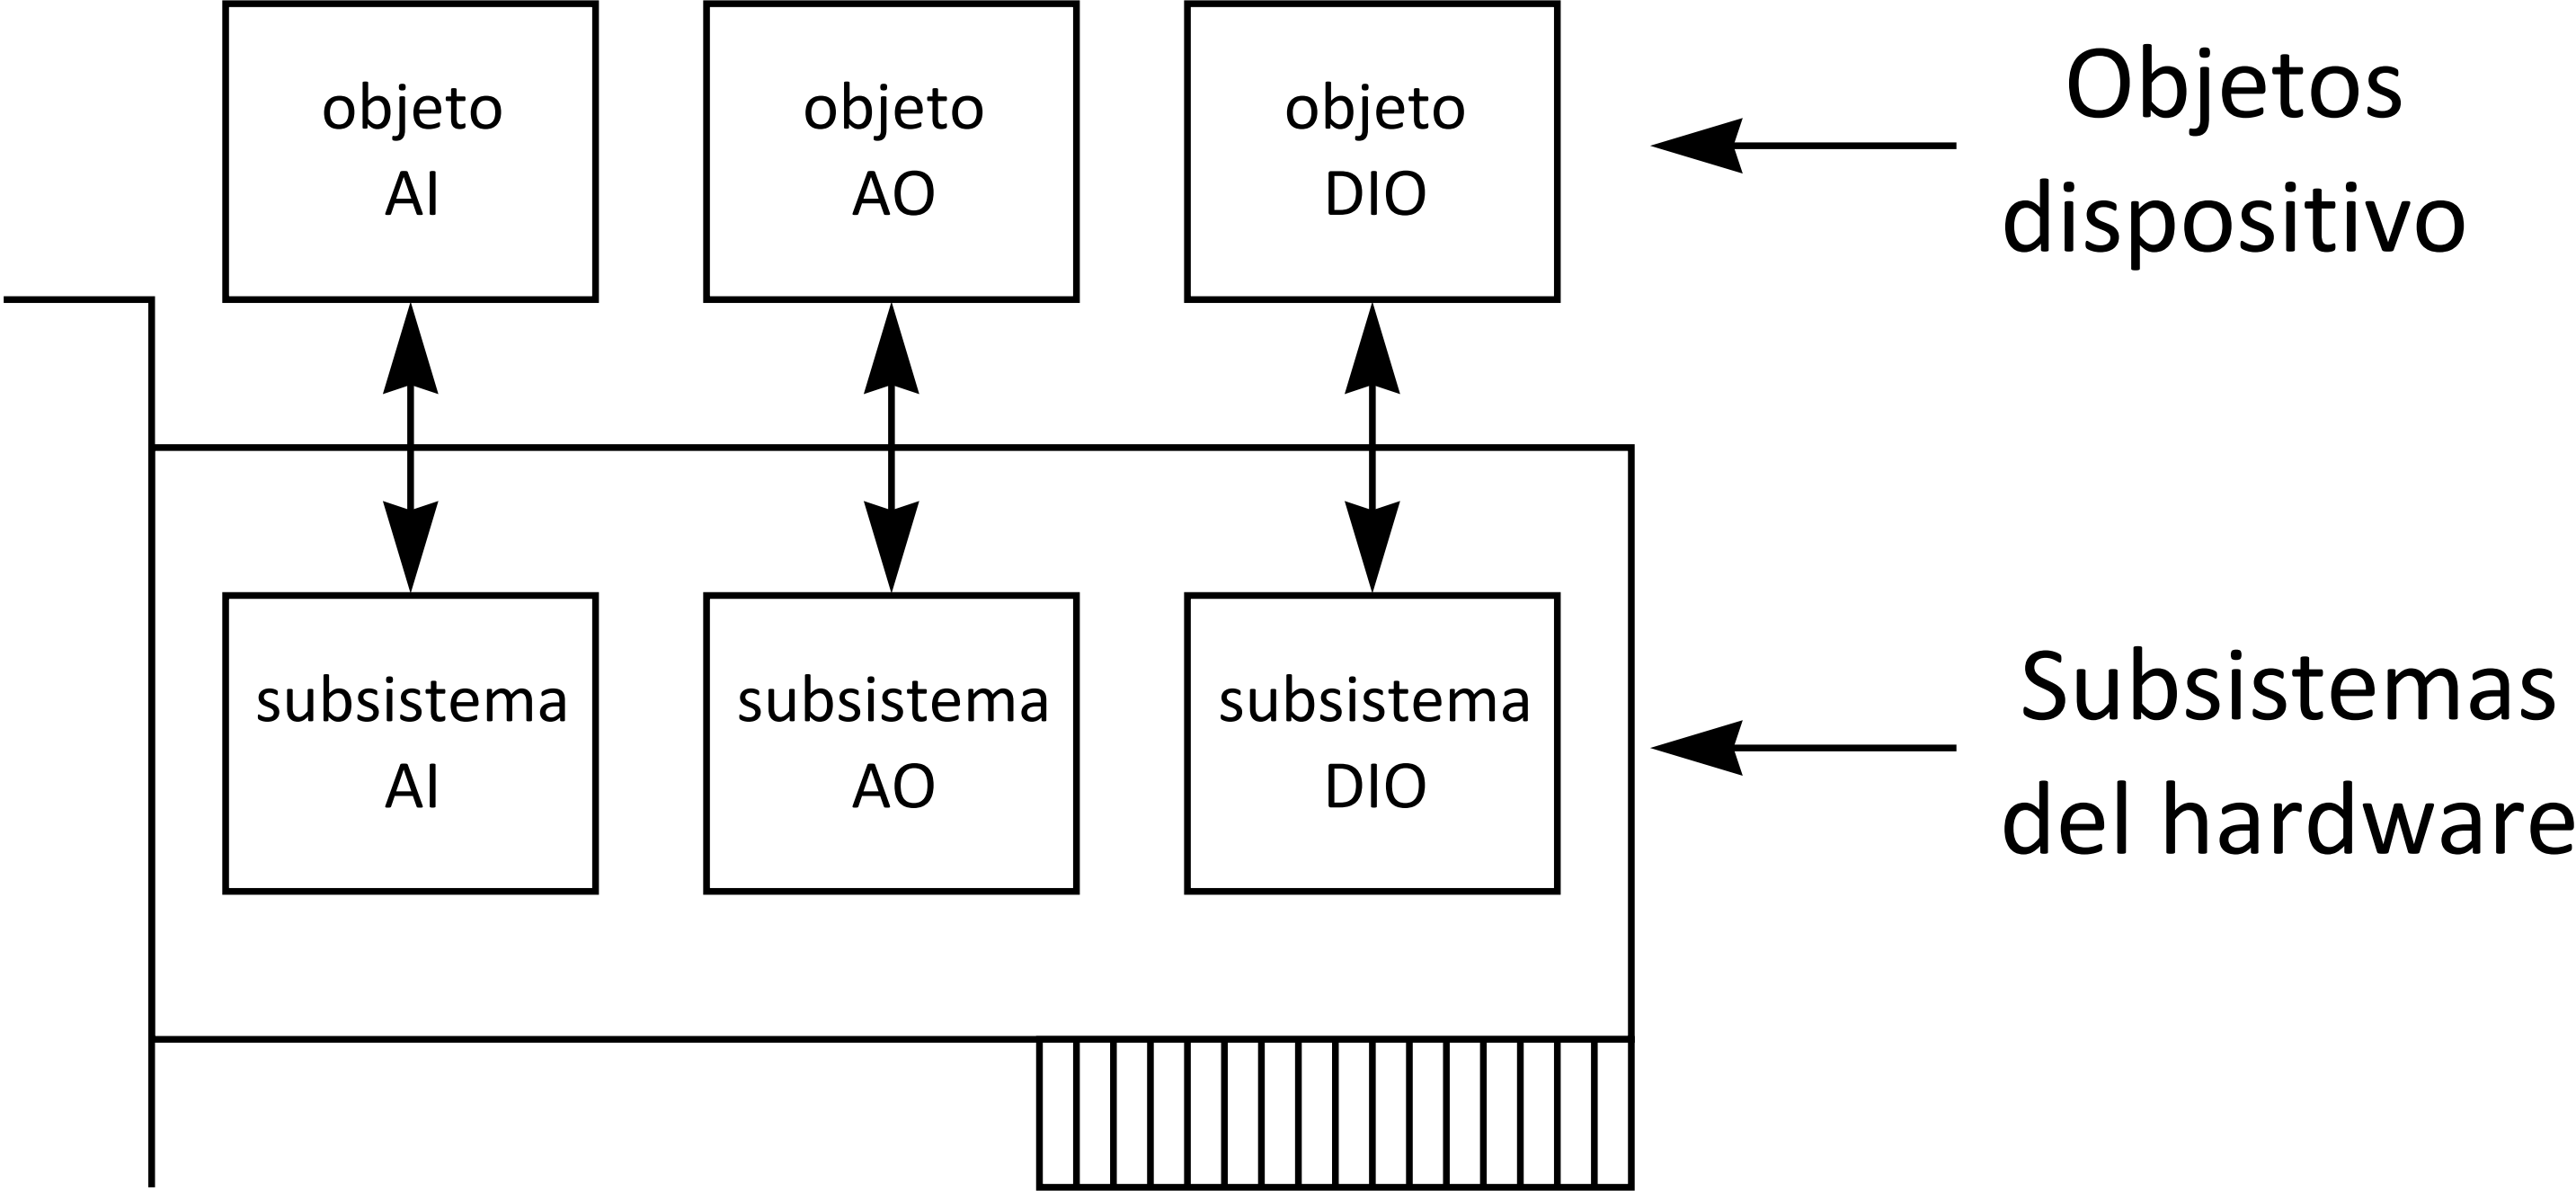 objeto
AI
objeto
AO
objeto
DIO
Objetos
dispositivo
subsistema
AI
subsistema
AO
subsistema
DIO
Subsistemas
del hardware